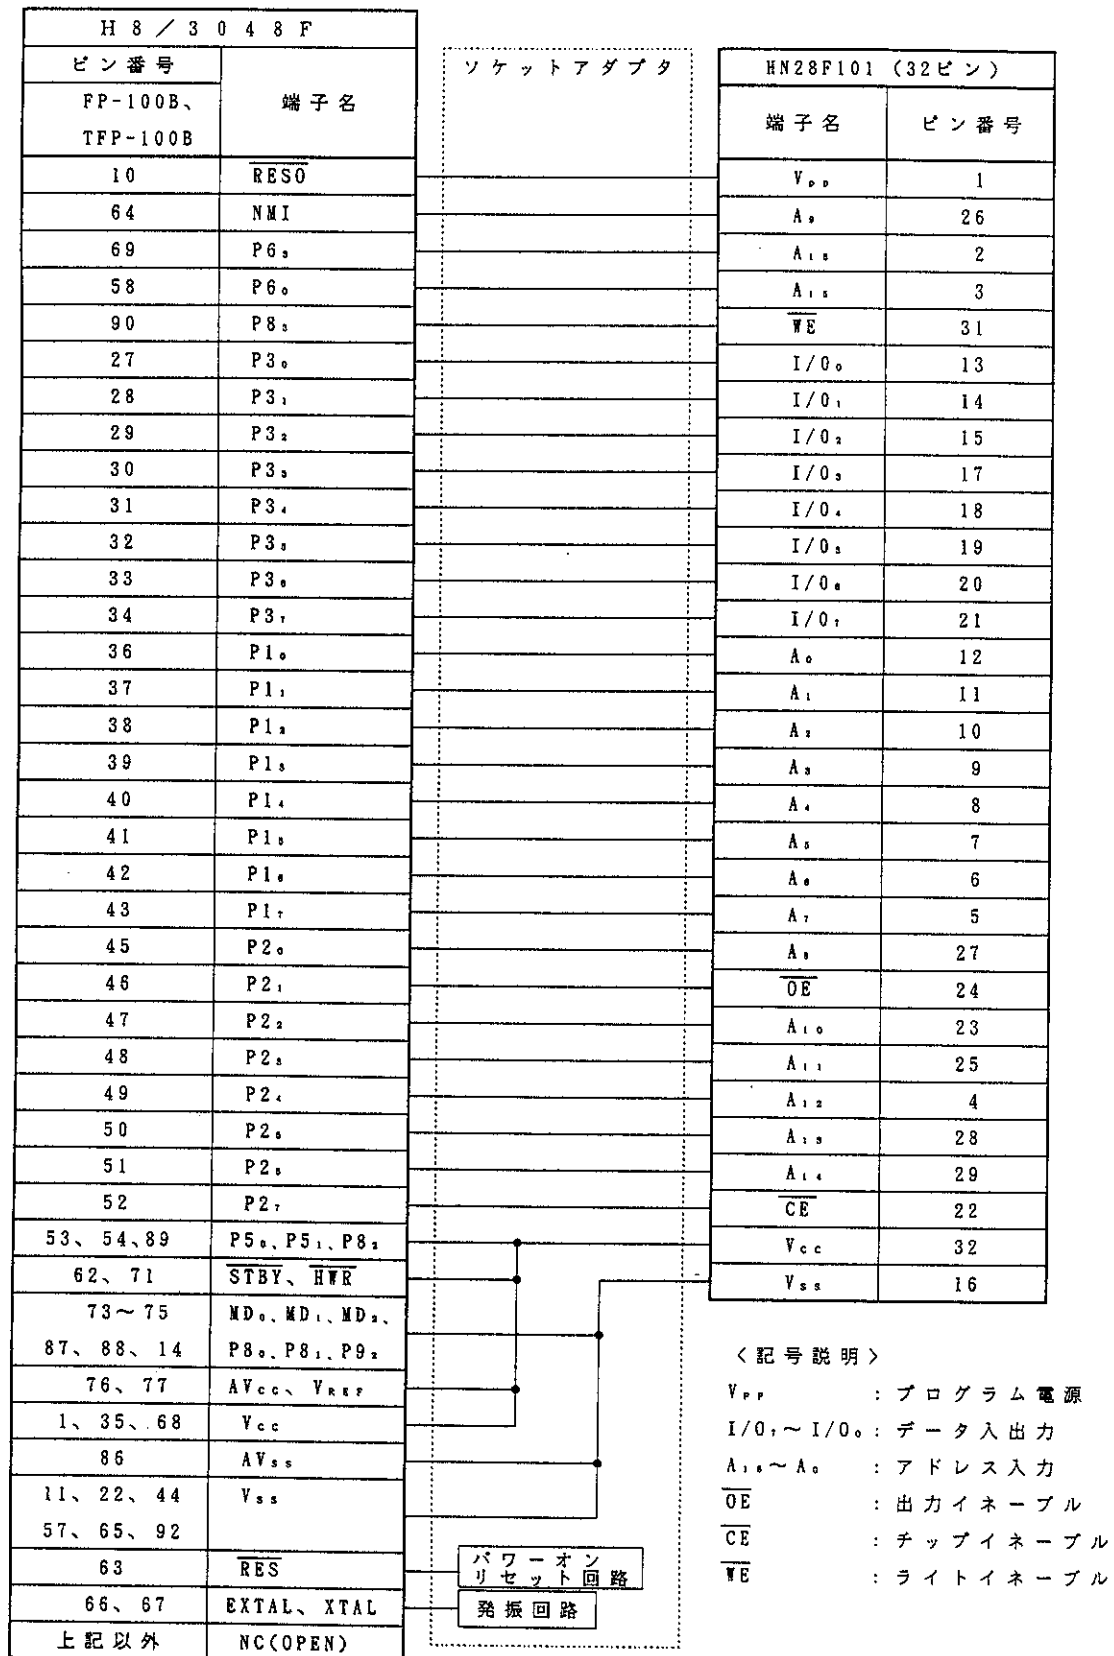 H8/3048F
ピン番号 端子名
FP-100B、
TFP-100B
ソケットアダプタ
HN28F101 (32ピン)
端子名 ピン番号
10 R̅E̅S̅O̅ V_PP 1
64 NMI A₉ 26
69 P6₃ A₁₆ 2
58 P6₀ A₁₅ 3
90 P8₃ W̅E̅ 31
27 P3₀ I/O₀ 13
28 P3₁ I/O₁ 14
29 P3₂ I/O₂ 15
30 P3₃ I/O₃ 17
31 P3₄ I/O₄ 18
32 P3₅ I/O₅ 19
33 P3₆ I/O₆ 20
34 P3₇ I/O₇ 21
36 P1₀ A₀ 12
37 P1₁ A₁ 11
38 P1₂ A₂ 10
39 P1₃ A₃ 9
40 P1₄ A₄ 8
41 P1₅ A₅ 7
42 P1₆ A₆ 6
43 P1₇ A₇ 5
45 P2₀ A₈ 27
46 P2₁ O̅E̅ 24
47 P2₂ A₁₀ 23
48 P2₃ A₁₁ 25
49 P2₄ A₁₂ 4
50 P2₅ A₁₃ 28
51 P2₆ A₁₄ 29
52 P2₇ C̅E̅ 22
53、54、89 P5₀、P5₁、P8₂ Vcc 32
62、71 S̅T̅B̅Y̅、H̅W̅R̅ Vss 16
73～75 MD₀、MD₁、MD₂、
87、88、14 P8₀、P8₁、P9₂
76、77 AVcc、V_REF
1、35、68 Vcc
86 AVss
11、22、44 Vss
57、65、92
63 R̅E̅S̅ パワーオン
リセット回路
66、67 EXTAL、XTAL 発振回路
上記以外 NC(OPEN)
〈記号説明〉
V_PP : プログラム電源
I/O₇～I/O₀ : データ入出力
A₁₆～A₀ : アドレス入力
O̅E̅ : 出力イネーブル
C̅E̅ : チップイネーブル
W̅E̅ : ライトイネーブル